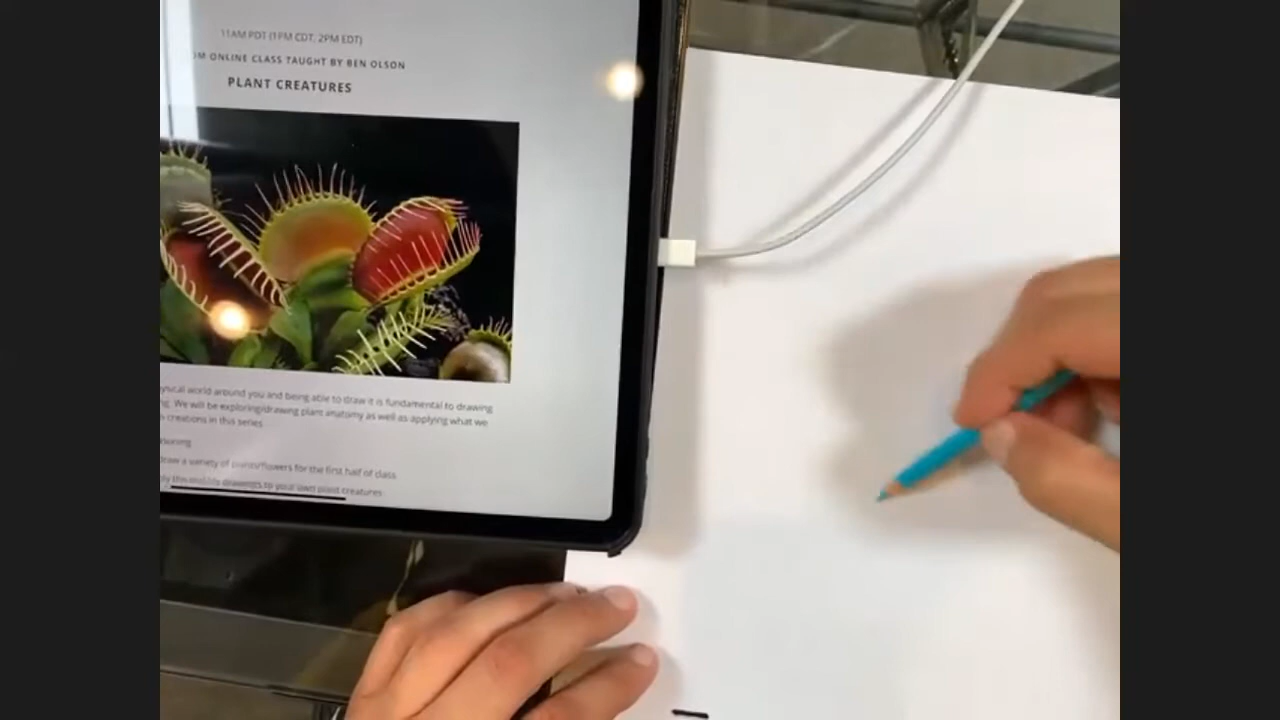 11AM PDT (1PM CDT, 2PM EDT)
OM ONLINE CLASS TAUGHT BY BEN OLSON
PLANT CREATURES
world around you and being able to draw it is fundamental to drawing
We will be exploring/drawing plant anatomy as well as applying what we
creations in this series
draw a variety of plants/flowers for the first half of class
to your own plant creatures